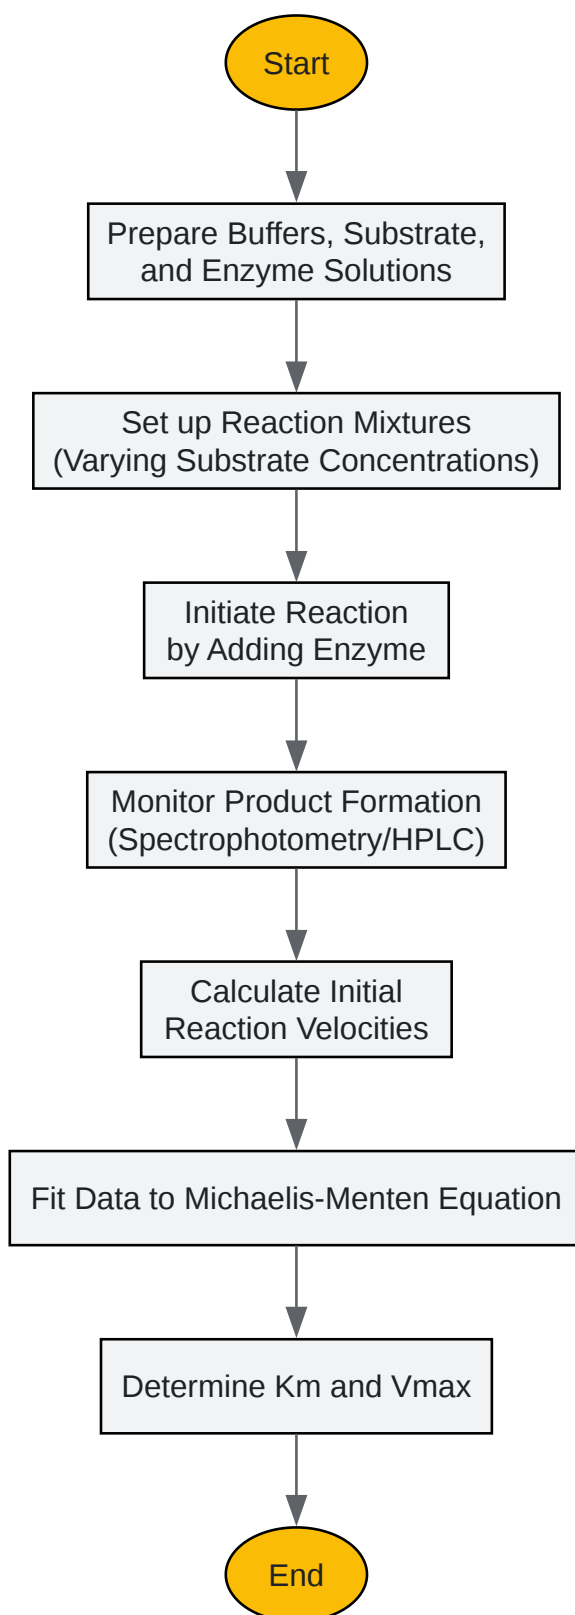 Start
Prepare Buffers, Substrate,
and Enzyme Solutions
Set up Reaction Mixtures
(Varying Substrate Concentrations)
Initiate Reaction
by Adding Enzyme
Monitor Product Formation
(Spectrophotometry/HPLC)
Calculate Initial
Reaction Velocities
Fit Data to Michaelis-Menten Equation
Determine Km and Vmax
End